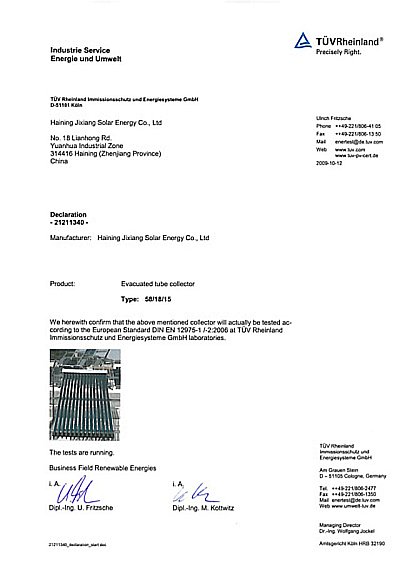 TÜVRheinland®
Precisely Right.
Industrie Service
Energie und Umwelt
TÜV Rheinland Immissionsschutz und Energiesysteme GmbH
D-51101 Köln
Haining Jixiang Solar Energy Co., Ltd
No. 18 Lianhong Rd.
Yuanhua Industrial Zone
314416 Haining (Zhenjiang Province)
China
Ulrich Fritzsche
Phone ++49-221/806-4165
Fax ++49-221/806-1350
Mail enertest@de.tuv.com
Web www.tuv.com
www.tuv-pv-cert.de
2009-10-12
Declaration
- 21211340 -
Manufacturer: Haining Jixiang Solar Energy Co., Ltd
Product: Evacuated tube collector
Type: 58/18/15
We herewith confirm that the above mentioned collector will actually be tested ac-
cording to the European Standard DIN EN 12975-1 /-2:2006 at TÜV Rheinland
Immissionsschutz und Energiesysteme GmbH laboratories.
The tests are running.
Business Field Renewable Energies
i. A.
i. A.
Dipl.-Ing. U. Fritzsche
Dipl.-Ing. M. Kottwitz
TÜV Rheinland
Immissionsschutz und
Energiesysteme GmbH
Am Grauen Stein
D – 51105 Cologne, Germany
Tel. ++49-221/806-2477
Fax ++49-221/806-1350
Mail enertest@de.tuv.com
Web www.umwelt-tuv.de
Managing Director
Dr.-Ing. Wolfgang Jockel
Amtsgericht Köln HRB 32190
21211340_declaration_start.doc